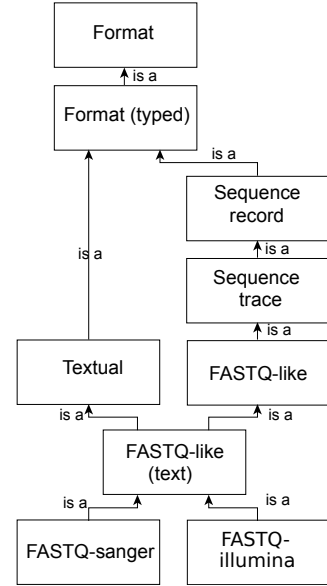 Format
is a
Format (typed)
is a
is a
Sequence
record
is a
Sequence
trace
is a
Textual
FASTQ-like
is a
is a
FASTQ-like
(text)
is a
is a
FASTQ-sanger
FASTQ-
illumina